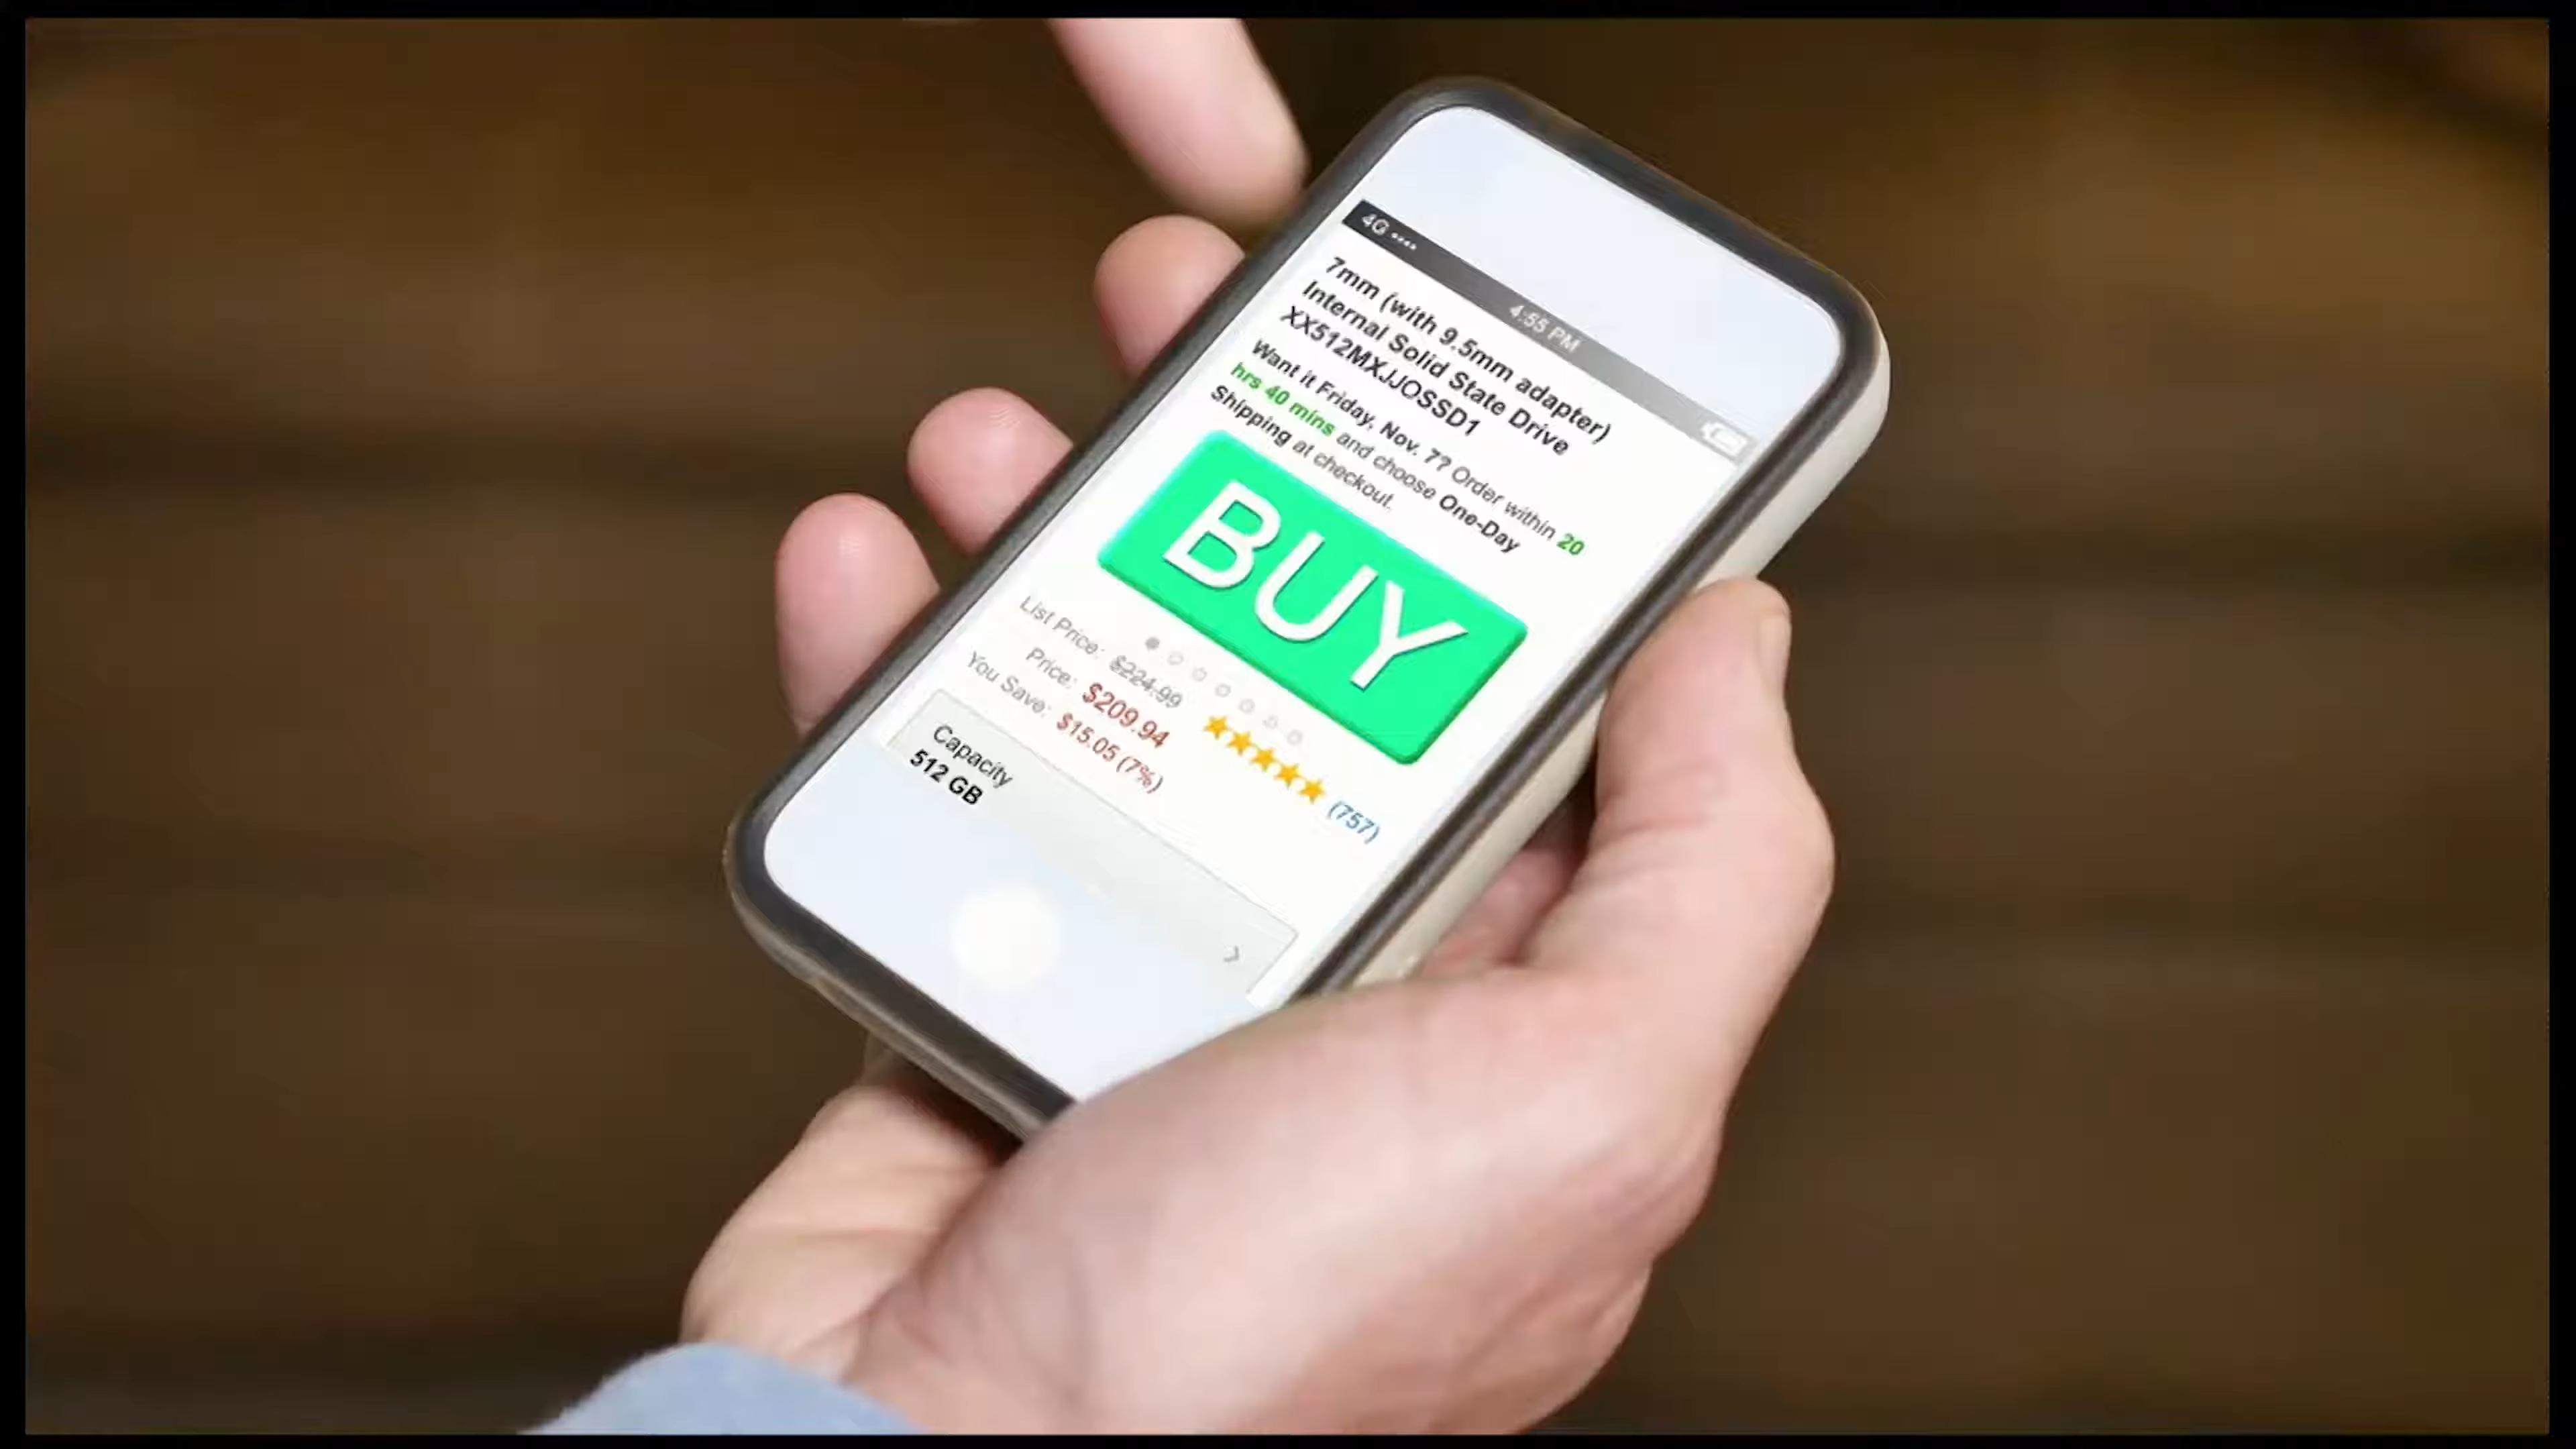 4G
4:55 PM
7mm (with 9.5mm adapter)
Internal Solid State Drive
XX512MXJJOSSD1
Want it Friday, Nov. 7? Order within 20
hrs 40 mins and choose One-Day
Shipping at checkout.
BUY
List Price: $224.99
Price: $209.94
You Save: $15.05 (7%)
(757)
Capacity
512 GB